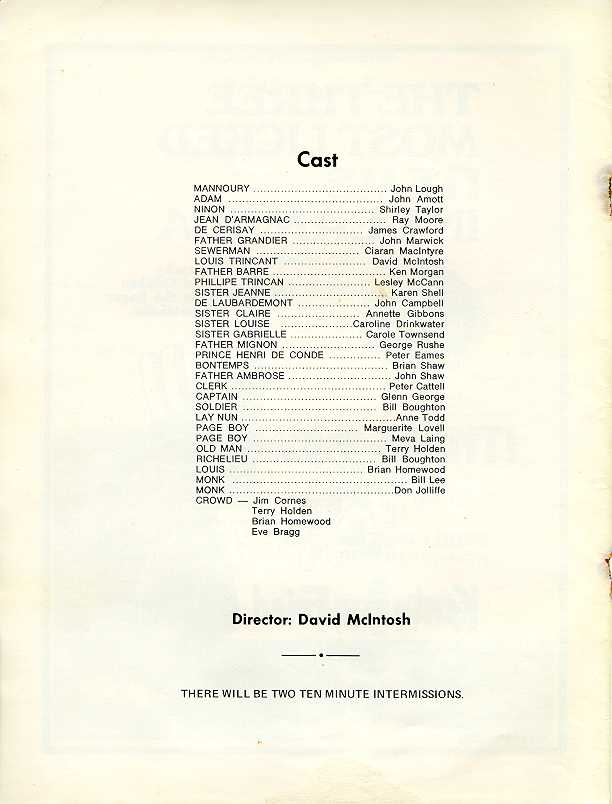 Cast
MANNOURY ........................................ John Lough
ADAM ............................................. John Amott
NINON ........................................... Shirley Taylor
JEAN D'ARMAGNAC ........................... Ray Moore
DE CERISAY .............................. James Crawford
FATHER GRANDIER ........................ John Marwick
SEWERMAN .............................. Ciaran MacIntyre
LOUIS TRINCANT ........................ David McIntosh
FATHER BARRE ................................. Ken Morgan
PHILLIPE TRINCAN ........................ Lesley McCann
SISTER JEANNE ................................. Karen Shell
DE LAUBARDEMONT ..................... John Campbell
SISTER CLAIRE ........................ Annette Gibbons
SISTER LOUISE .....................Caroline Drinkwater
SISTER GABRIELLE ..................... Carole Townsend
FATHER MIGNON ........................... George Rushe
PRINCE HENRI DE CONDE ............... Peter Eames
BONTEMPS ....................................... Brian Shaw
FATHER AMBROSE .............................. John Shaw
CLERK ............................................. Peter Cattell
CAPTAIN ....................................... Glenn George
SOLDIER ....................................... Bill Boughton
LAY NUN .............................................Anne Todd
PAGE BOY .............................. Marguerite Lovell
PAGE BOY ....................................... Meva Laing
OLD MAN ....................................... Terry Holden
RICHELIEU .................................... Bill Boughton
LOUIS ....................................... Brian Homewood
MONK ................................................... Bill Lee
MONK ................................................Don Jolliffe
CROWD — Jim Cornes
Terry Holden
Brian Homewood
Eve Bragg
Director: David McIntosh
THERE WILL BE TWO TEN MINUTE INTERMISSIONS.